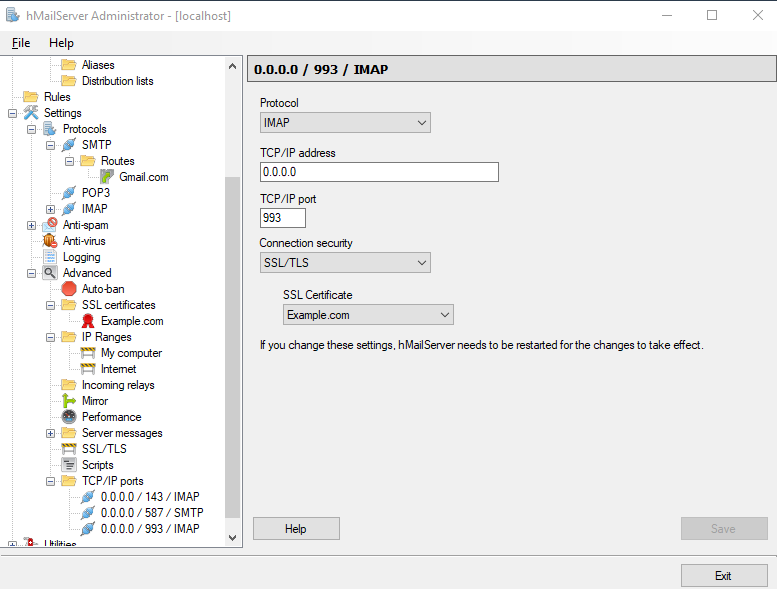 hMailServer Administrator - [localhost]
File Help
Aliases
Distribution lists
Rules
Settings
Protocols
SMTP
Routes
Gmail.com
POP3
IMAP
Anti-spam
Anti-virus
Logging
Advanced
Auto-ban
SSL certificates
Example.com
IP Ranges
My computer
Internet
Incoming relays
Mirror
Performance
Server messages
SSL/TLS
Scripts
TCP/IP ports
0.0.0.0 / 143 / IMAP
0.0.0.0 / 587 / SMTP
0.0.0.0 / 993 / IMAP
Utilities
0.0.0.0 / 993 / IMAP
Protocol
IMAP
TCP/IP address
0.0.0.0
TCP/IP port
993
Connection security
SSL/TLS
SSL Certificate
Example.com
If you change these settings, hMailServer needs to be restarted for the changes to take effect.
Help Save
Exit